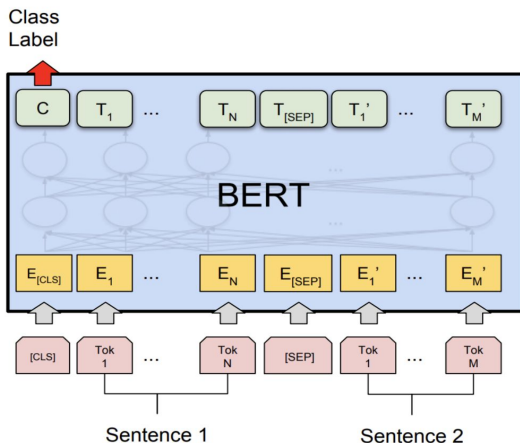 Class
Label
C T1 ... TN T[SEP] T1' ... TM'
...
BERT
...
E[CLS] E1 ... EN E[SEP] E1' ... EM'
[CLS] Tok 1 ... Tok N [SEP] Tok 1 ... Tok M
Sentence 1 Sentence 2